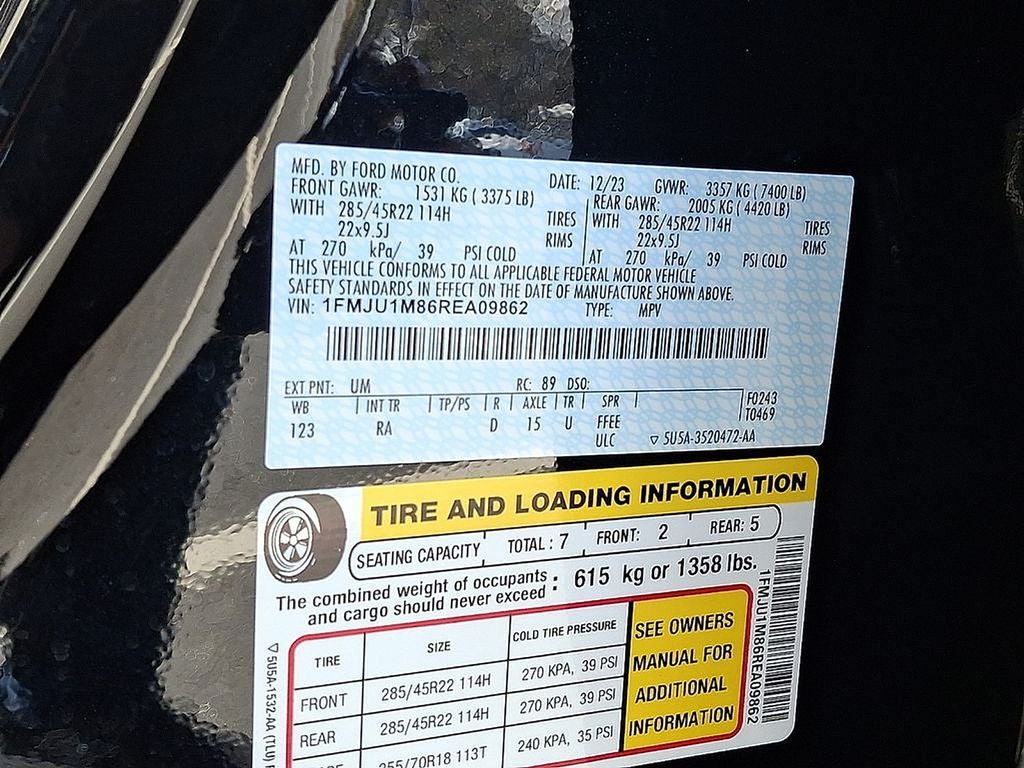 MFD. BY FORD MOTOR CO.
DATE: 12/23 GVWR: 3357 KG ( 7400 LB)
FRONT GAWR: 1531 KG ( 3375 LB)
WITH 285/45R22 114H TIRES
22x9.5J RIMS
AT 270 kPa/ 39 PSI COLD
REAR GAWR: 2005 KG ( 4420 LB)
WITH 285/45R22 114H TIRES
22x9.5J RIMS
AT 270 kPa/ 39 PSI COLD
THIS VEHICLE CONFORMS TO ALL APPLICABLE FEDERAL MOTOR VEHICLE
SAFETY STANDARDS IN EFFECT ON THE DATE OF MANUFACTURE SHOWN ABOVE.
VIN: 1FMJU1M86REA09862 TYPE: MPV
EXT PNT: UM RC: 89 DSO:
WB INT TR TP/PS R AXLE TR SPR F0243
T0469
123 RA D 15 U FFEE
ULC ▽ 5U5A-3520472-AA
TIRE AND LOADING INFORMATION
SEATING CAPACITY TOTAL : 7 FRONT: 2 REAR: 5
The combined weight of occupants
and cargo should never exceed : 615 kg or 1358 lbs.
TIRE SIZE COLD TIRE PRESSURE
FRONT 285/45R22 114H 270 KPA, 39 PSI
REAR 285/45R22 114H 270 KPA, 39 PSI
255/70R18 113T 240 KPA, 35 PSI
SEE OWNERS
MANUAL FOR
ADDITIONAL
INFORMATION
1FMJU1M86REA09862
▽ 5U5A-1532-AA (TLU)